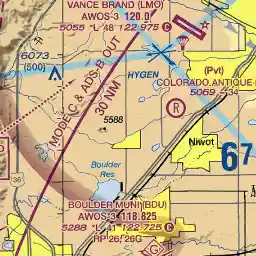 VANCE BRAND (LMO)
AWOS-3 120.0
5055 *L 48 122.975 C
6073
(500)
HYGEN
(Pvt)
COLORADO ANTIQUE
5069 - 34
MODE C & ADS-B OUT
30 NM
R
5588
Niwot
67
Boulder
Res
BOULDER MUNI (BDU)
AWOS-3 118.825
5288 *L 41 122.725 C
RP 26, 26G
G
A